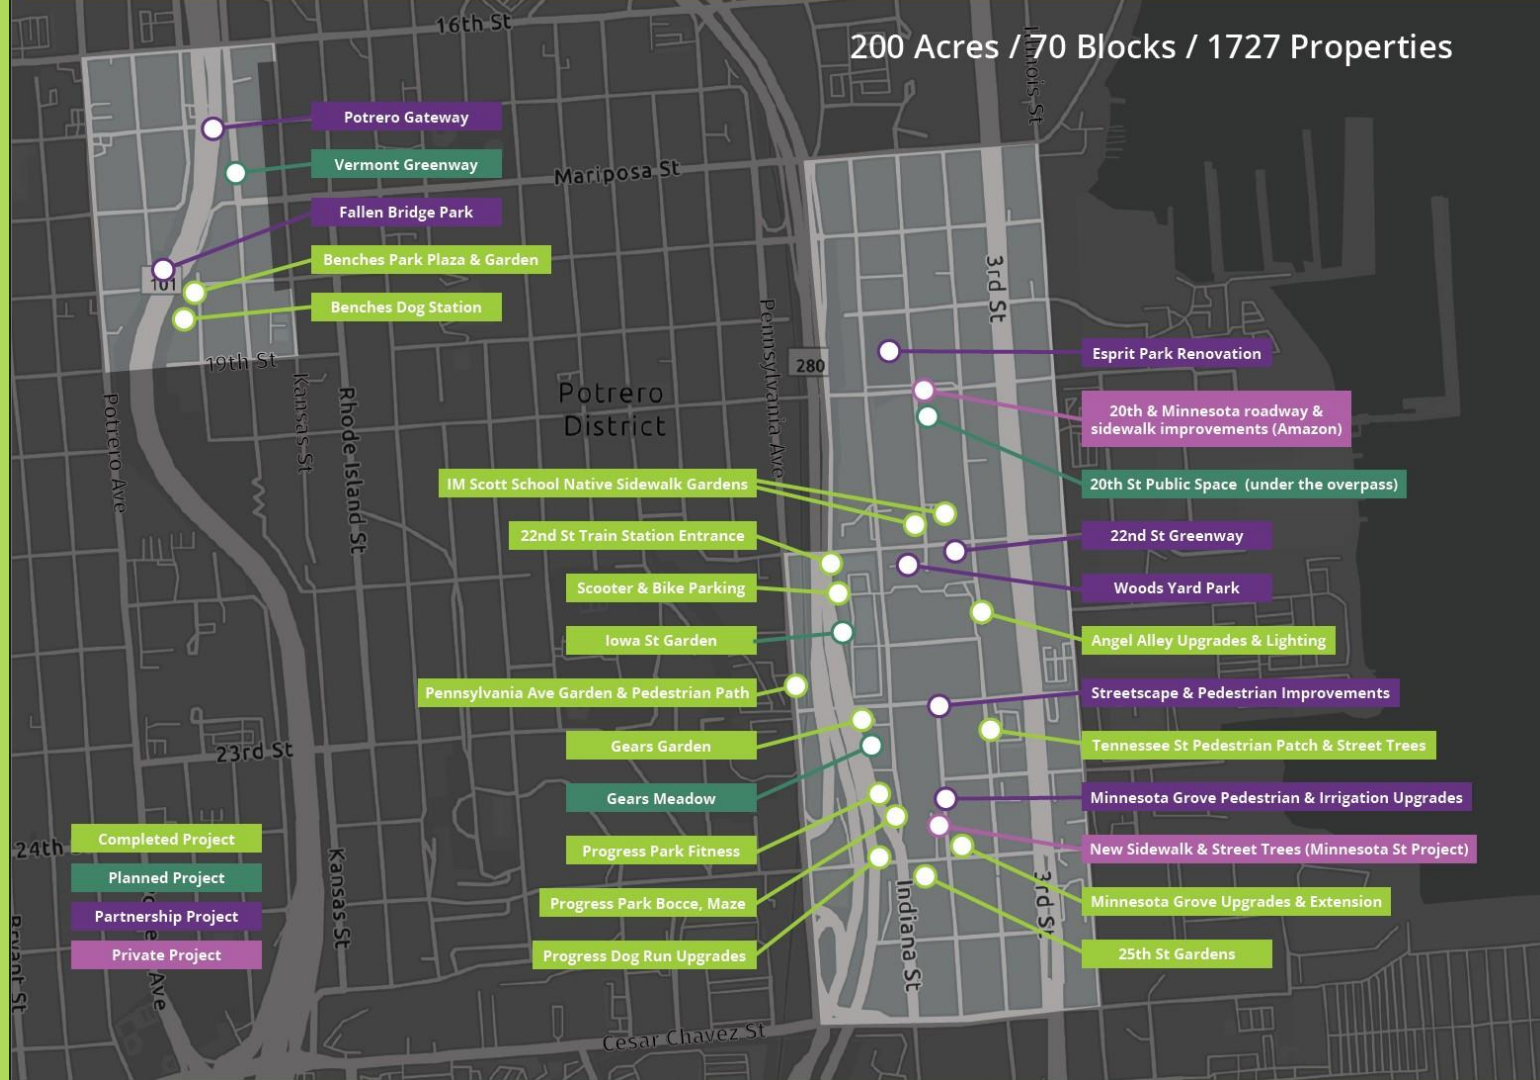 16th St
200 Acres / 70 Blocks / 1727 Properties
Illinois St
Potrero Gateway
Vermont Greenway
Mariposa St
Fallen Bridge Park
Benches Park Plaza & Garden
101
Benches Dog Station
19th St
3rd St
Pennsylvania Ave
280
Potrero
District
Potrero Ave
Kansas St
Rhode Island St
Esprit Park Renovation
20th & Minnesota roadway &
sidewalk improvements (Amazon)
20th St Public Space (under the overpass)
IM Scott School Native Sidewalk Gardens
22nd St Train Station Entrance
22nd St Greenway
Scooter & Bike Parking
Woods Yard Park
Iowa St Garden
Angel Alley Upgrades & Lighting
Pennsylvania Ave Garden & Pedestrian Path
Streetscape & Pedestrian Improvements
Gears Garden
Tennessee St Pedestrian Patch & Street Trees
23rd St
Gears Meadow
Minnesota Grove Pedestrian & Irrigation Upgrades
Progress Park Fitness
New Sidewalk & Street Trees (Minnesota St Project)
Progress Park Bocce, Maze
Minnesota Grove Upgrades & Extension
Progress Dog Run Upgrades
25th St Gardens
24th S
Completed Project
Planned Project
Partnership Project
Private Project
Kansas St
Indiana St
3rd St
Bryant St
Ave
Cesar Chavez St